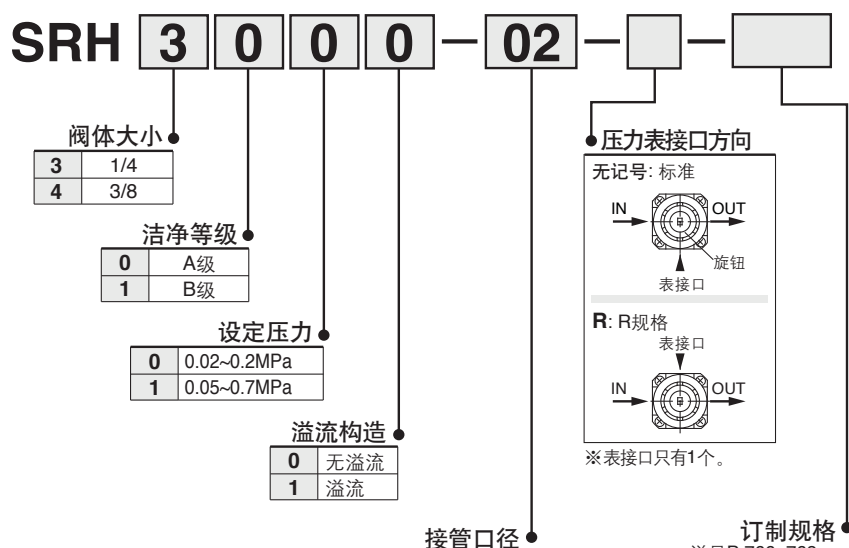 SRH 3 0 0 0 — 02 — —
阀体大小
3 1/4
4 3/8
洁净等级
0 A级
1 B级
设定压力
0 0.02~0.2MPa
1 0.05~0.7MPa
溢流构造
0 无溢流
1 溢流
接管口径
压力表接口方向
无记号: 标准
IN OUT
旋钮
表接口
R: R规格
表接口
IN OUT
※表接口只有1个。
订制规格